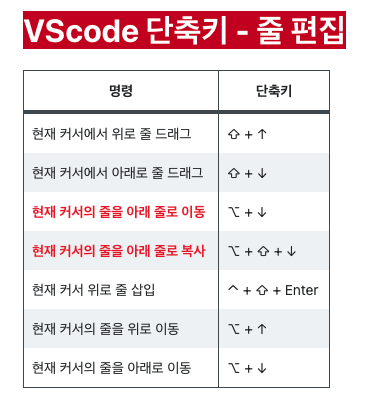 VScode 단축키 - 줄 편집
명령 단축키
현재 커서에서 위로 줄 드래그 ⇧ + ↑
현재 커서에서 아래로 줄 드래그 ⇧ + ↓
현재 커서의 줄을 아래 줄로 이동 ⌥ + ↓
현재 커서의 줄을 아래 줄로 복사 ⌥ + ⇧ + ↓
현재 커서 위로 줄 삽입 ^ + ⇧ + Enter
현재 커서의 줄을 위로 이동 ⌥ + ↑
현재 커서의 줄을 아래로 이동 ⌥ + ↓